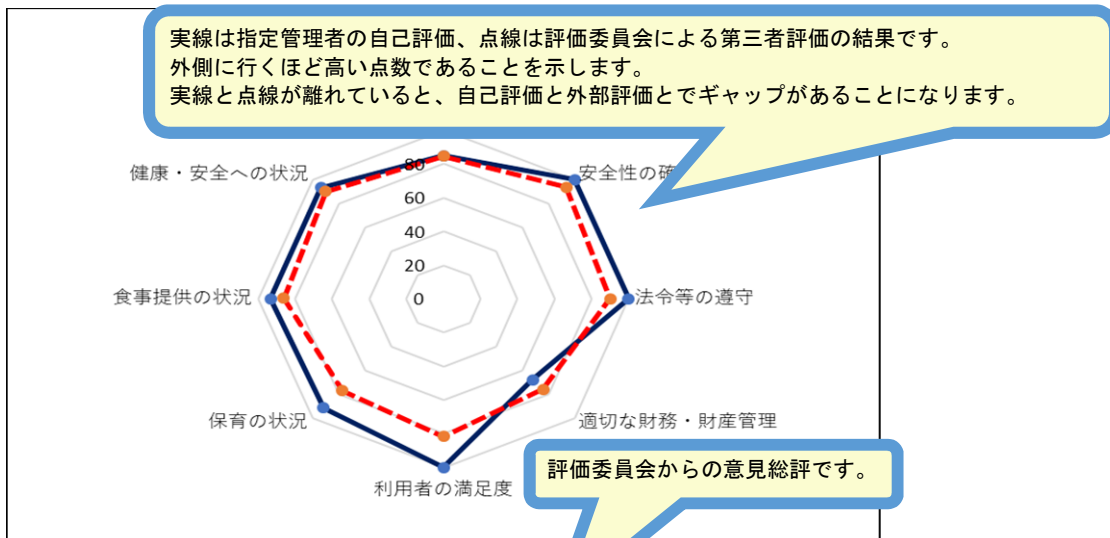 実線は指定管理者の自己評価、点線は評価委員会による第三者評価の結果です。
外側に行くほど高い点数であることを示します。
実線と点線が離れていると、自己評価と外部評価とでギャップがあることになります。
健康・安全への状況
80
安全性の確
60
40
20
食事提供の状況
0
法令等の遵守
保育の状況
適切な財務・財産管理
利用者の満足度
評価委員会からの意見総評です。